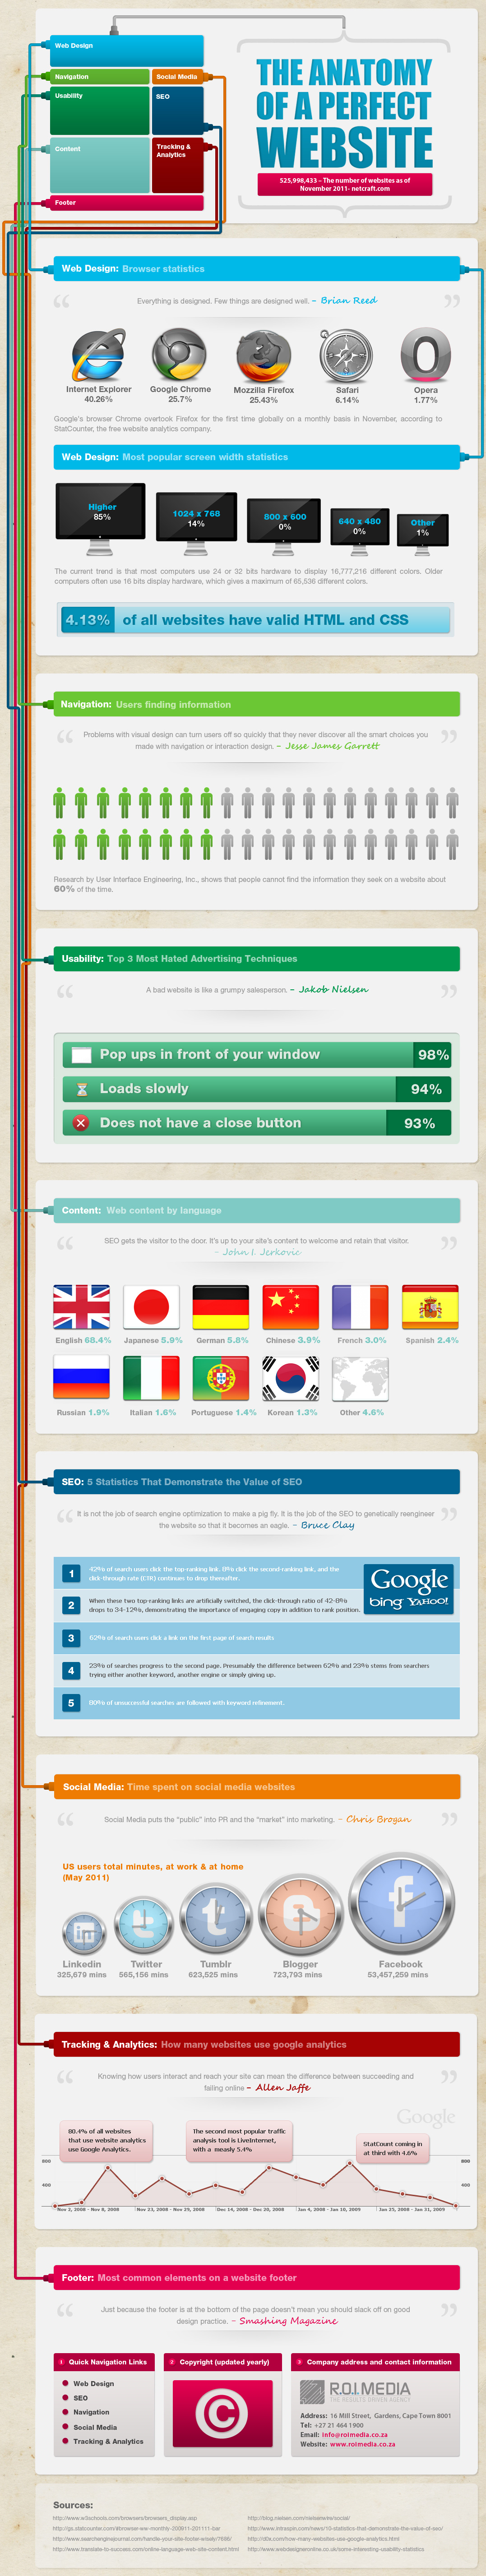 Web Design
Navigation
Social Media
Usability
SEO
Content
Tracking &
Analytics
Footer
THE ANATOMY
OF A PERFECT
WEBSITE
525,998,433 – The number of websites as of
November 2011- netcraft.com
Web Design: Browser statistics
Everything is designed. Few things are designed well. – Brian Reed
Internet Explorer
40.26%
Google Chrome
25.7%
Mozzilla Firefox
25.43%
Safari
6.14%
Opera
1.77%
Google's browser Chrome overtook Firefox for the first time globally on a monthly basis in November, according to
StatCounter, the free website analytics company.
Web Design: Most popular screen width statistics
Higher
85%
1024 x 768
14%
800 x 600
0%
640 x 480
0%
Other
1%
The current trend is that most computers use 24 or 32 bits hardware to display 16,777,216 different colors. Older
computers often use 16 bits display hardware, which gives a maximum of 65,536 different colors.
4.13% of all websites have valid HTML and CSS
Navigation: Users finding information
Problems with visual design can turn users off so quickly that they never discover all the smart choices you
made with navigation or interaction design. – Jesse James Garrett
Research by User Interface Engineering, Inc., shows that people cannot find the information they seek on a website about
60% of the time.
Usability: Top 3 Most Hated Advertising Techniques
A bad website is like a grumpy salesperson. – Jakob Nielsen
Pop ups in front of your window 98%
Loads slowly 94%
Does not have a close button 93%
Content: Web content by language
SEO gets the visitor to the door. It's up to your site's content to welcome and retain that visitor.
– John I. Jerkovic
English 68.4%
Japanese 5.9%
German 5.8%
Chinese 3.9%
French 3.0%
Spanish 2.4%
Russian 1.9%
Italian 1.6%
Portuguese 1.4%
Korean 1.3%
Other 4.6%
SEO: 5 Statistics That Demonstrate the Value of SEO
It is not the job of search engine optimization to make a pig fly. It is the job of the SEO to genetically reengineer
the website so that it becomes an eagle. – Bruce Clay
1 42% of search users click the top-ranking link. 8% click the second-ranking link, and the
click-through rate (CTR) continues to drop thereafter.
Google
bing YAHOO!
2 When these two top-ranking links are artificially switched, the click-through ratio of 42-8%
drops to 34-12%, demonstrating the importance of engaging copy in addition to rank position.
3 62% of search users click a link on the first page of search results
4 23% of searches progress to the second page. Presumably the difference between 62% and 23% stems from searchers
trying either another keyword, another engine or simply giving up.
5 80% of unsuccessful searches are followed with keyword refinement.
Social Media: Time spent on social media websites
Social Media puts the "public" into PR and the "market" into marketing. – Chris Brogan
US users total minutes, at work & at home
(May 2011)
Linkedin
325,679 mins
Twitter
565,156 mins
Tumblr
623,525 mins
Blogger
723,793 mins
Facebook
53,457,259 mins
Tracking & Analytics: How many websites use google analytics
Knowing how users interact and reach your site can mean the difference between succeeding and
failing online – Allen Jaffe
Google
80.4% of all websites
that use website analytics
use Google Analytics.
The second most popular traffic
analysis tool is LiveInternet,
with a measly 5.4%
StatCount coming in
at third with 4.6%
800
400
800
400
Nov 2, 2008 - Nov 8, 2008
Nov 23, 2008 - Nov 29, 2008
Dec 14, 2008 - Dec 20, 2008
Jan 4, 2008 - Jan 10, 2009
Jan 25, 2008 - Jan 31, 2009
Footer: Most common elements on a website footer
Just because the footer is at the bottom of the page doesn't mean you should slack off on good
design practice. – Smashing Magazine
1 Quick Navigation Links
Web Design
SEO
Navigation
Social Media
Tracking & Analytics
2 Copyright (updated yearly)
©
3 Company address and contact information
R.O.I.MEDIA
THE RESULTS DRIVEN AGENCY
Address: 16 Mill Street, Gardens, Cape Town 8001
Tel: +27 21 464 1900
Email: info@roimedia.co.za
Website: www.roimedia.co.za
Sources:
http://www.w3schools.com/browsers/browsers_display.asp
http://gs.statcounter.com/#browser-ww-monthly-200811-201111-bar
http://www.searchenginejournal.com/handle-your-site-footer-wisely/7698/
http://www.translate-to-success.com/online-language-web-site-content.html
http://blog.nielsen.com/nielsenwire/social/
http://www.intraspin.com/news/10-statistics-that-demonstrate-the-value-of-seo/
http://d0x.com/how-many-websites-use-google-analytics.html
http://www.webdesigneronline.co.uk/some-interesting-usability-statistics